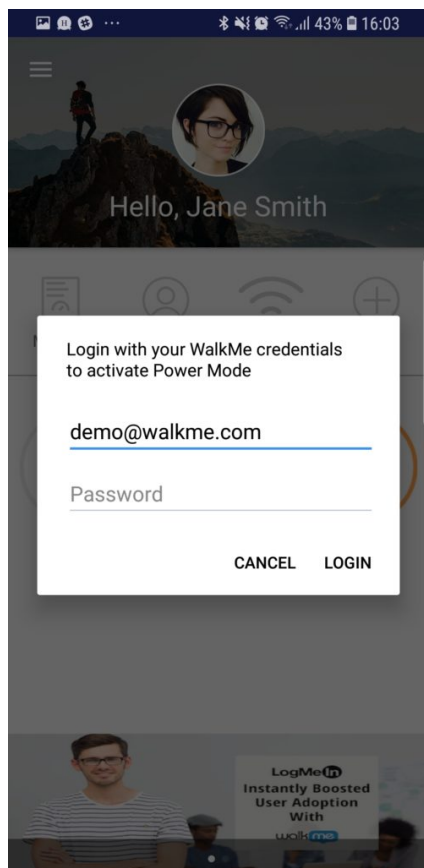 43% 16:03
Hello, Jane Smith
Login with your WalkMe credentials
to activate Power Mode
demo@walkme.com
Password
CANCEL LOGIN
LogMeIn
Instantly Boosted
User Adoption
With
walkme